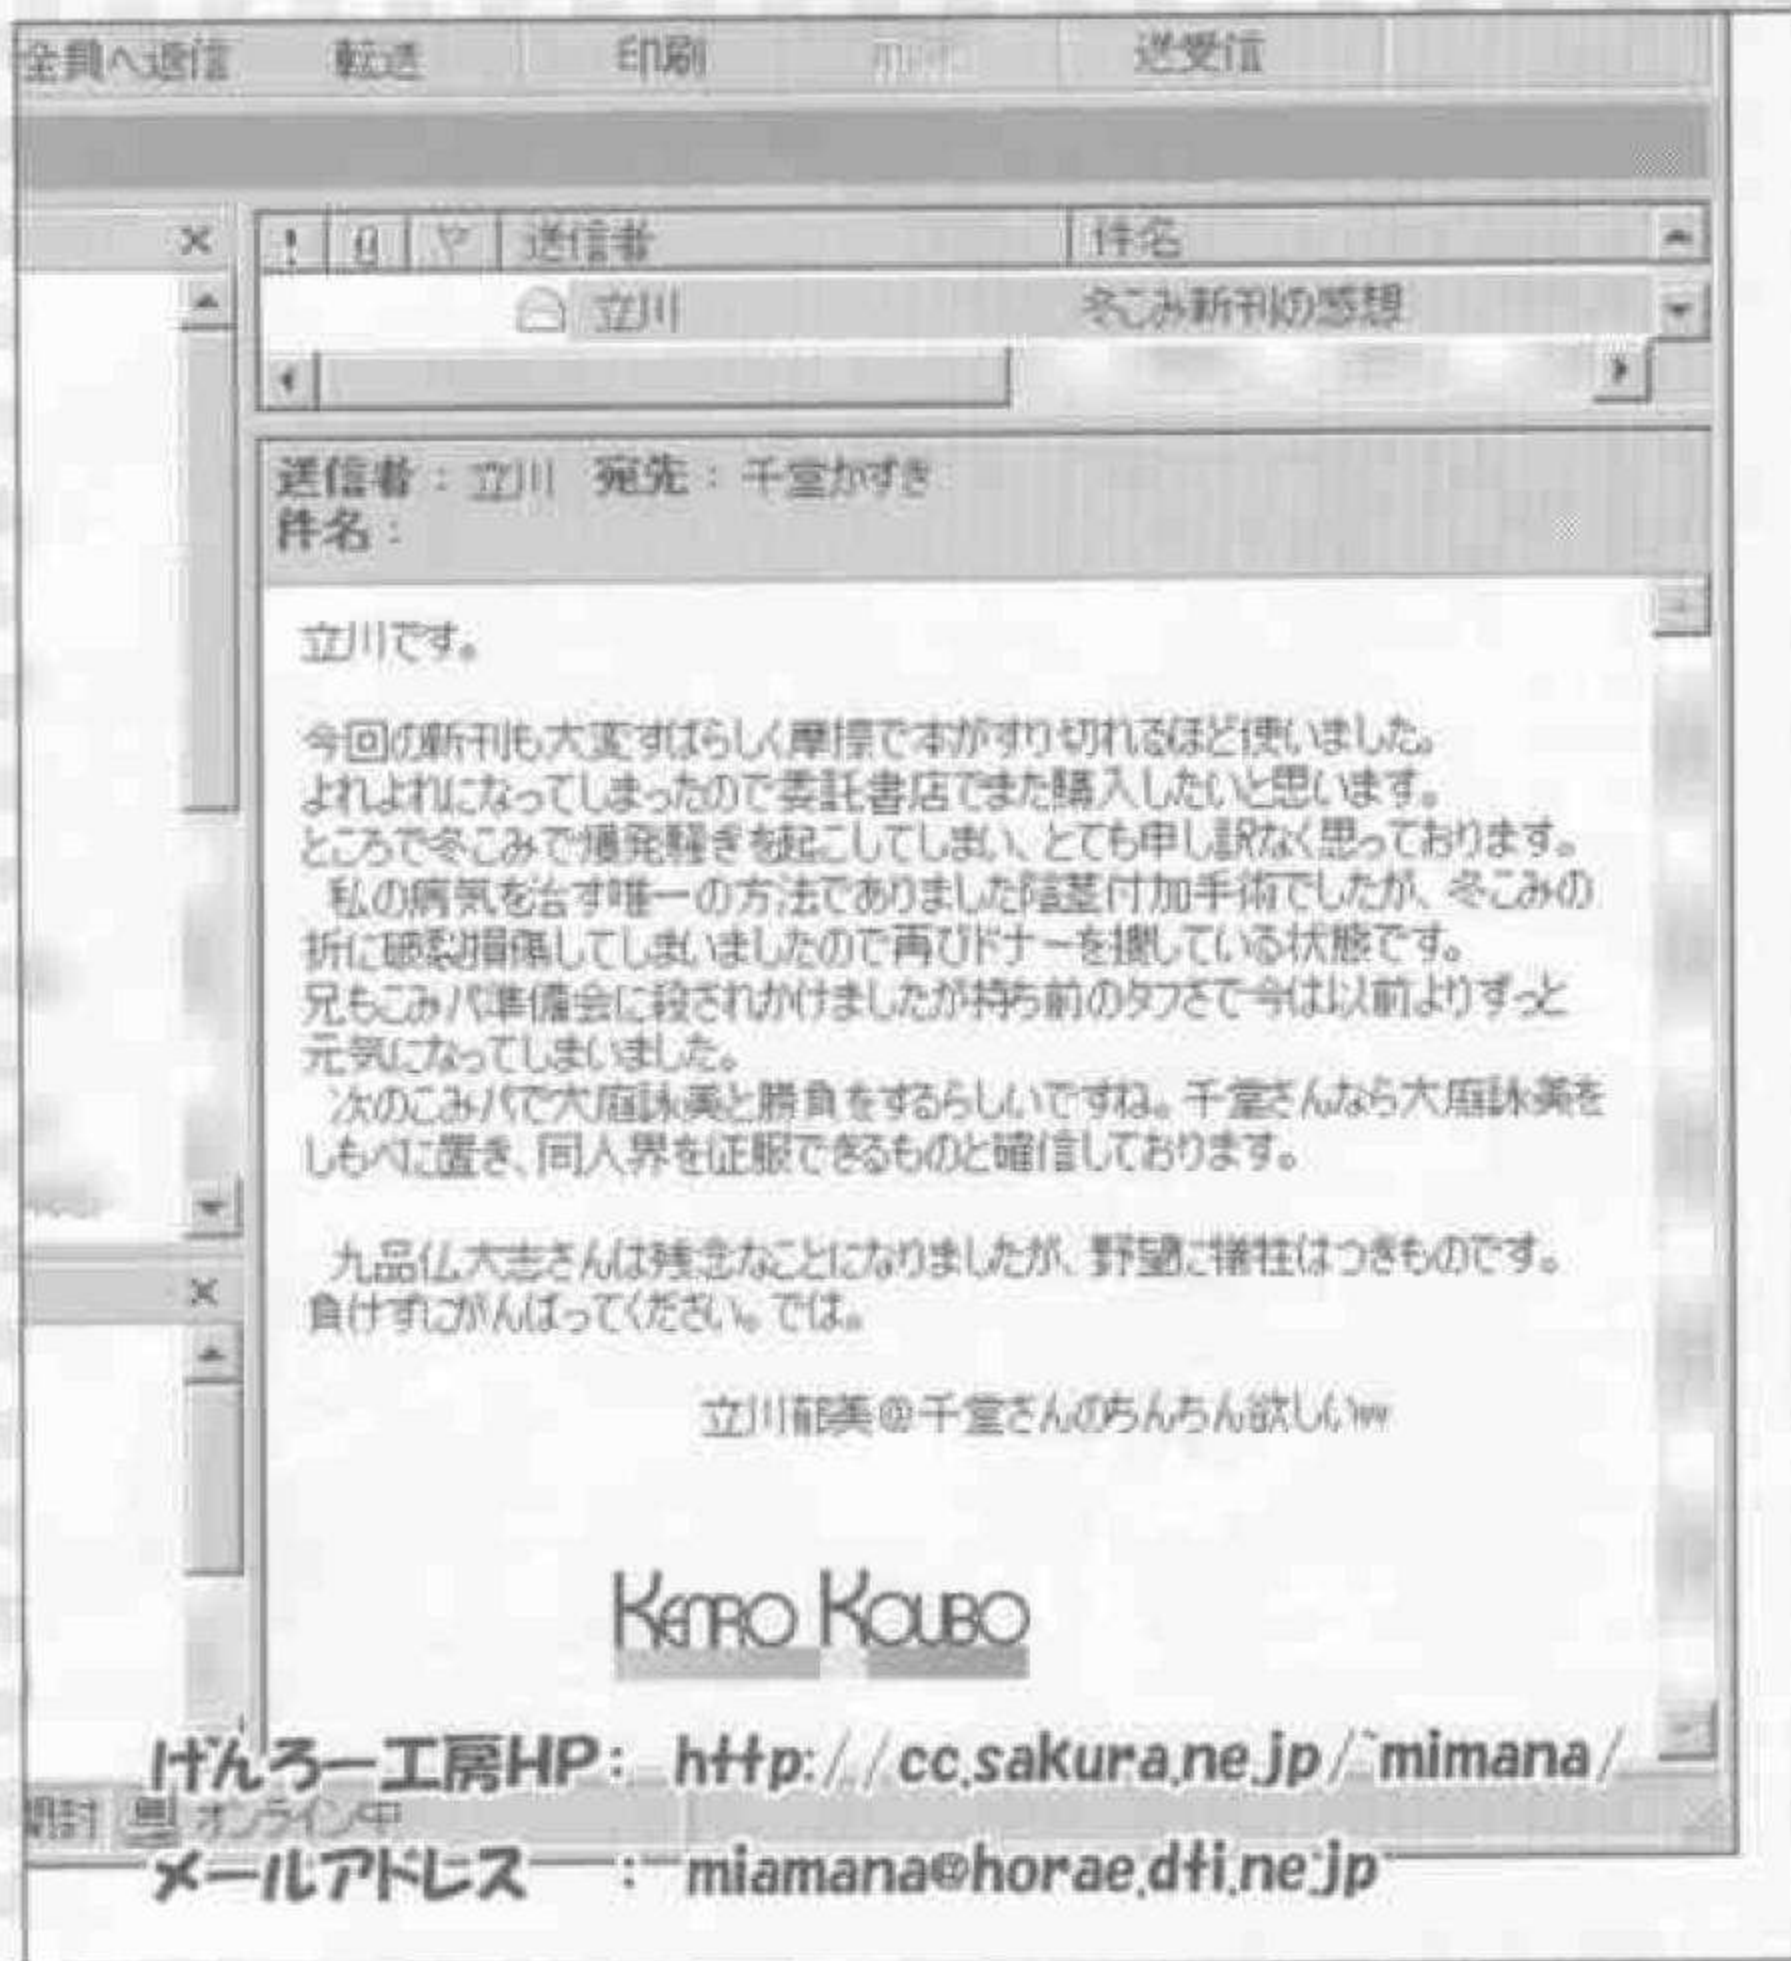 全員へ返信 転送 印刷 送受信
送信者 件名
立川 冬こみ新刊の感想
送信者：立川 宛先：千堂かずき
件名：
立川です。
今回の新刊も大変すばらしく摩擦で本がすり切れるほど使いました。
よれよれになってしまったので委託書店でまた購入したいと思います。
ところで冬こみで爆発騒ぎを起こしてしまい、とても申し訳なく思っております。
私の病気を治す唯一の方法でありました陰茎付加手術でしたが、冬こみの
折に破裂損傷してしまいましたので再びドナーを捜している状態です。
兄もこみパ準備会に殺されかけましたが持ち前のタフさで今は以前よりずっと
元気になってしまいました。
次のこみパで大庭詠美と勝負をするらしいですね。千堂さんなら大庭詠美を
しもべに置き、同人界を征服できるものと確信しております。
九品仏大志さんは残念なことになりましたが、野望に犠牲はつきものです。
負けずにがんばってください。では。
立川郁美@千堂さんのちんちん欲しいw
KENRO KOUBO
げんろー工房HP： http://cc.sakura.ne.jp/~mimana/
開封 オンライン中
メールアドレス ： miamana@horae.dti.ne.jp